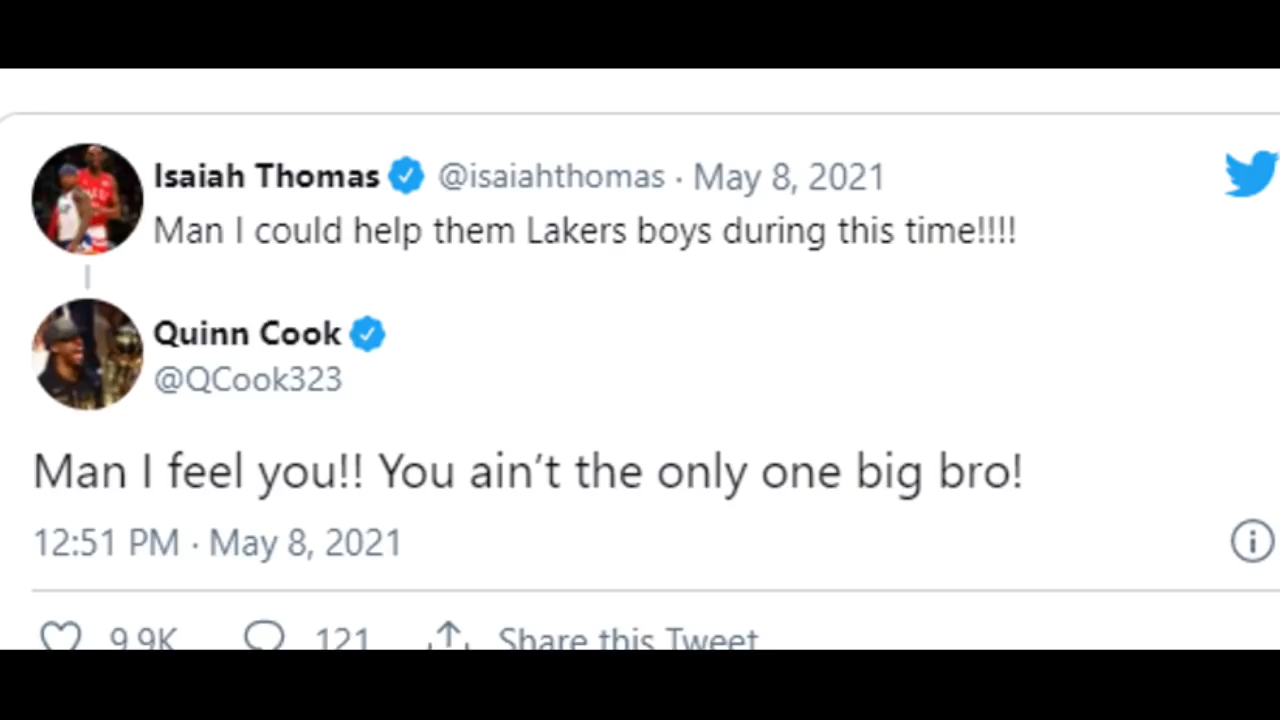 Isaiah Thomas @isaiahthomas · May 8, 2021
Man I could help them Lakers boys during this time!!!!
Quinn Cook
@QCook323
Man I feel you!! You ain’t the only one big bro!
12:51 PM · May 8, 2021
9.9K 121 Share this Tweet